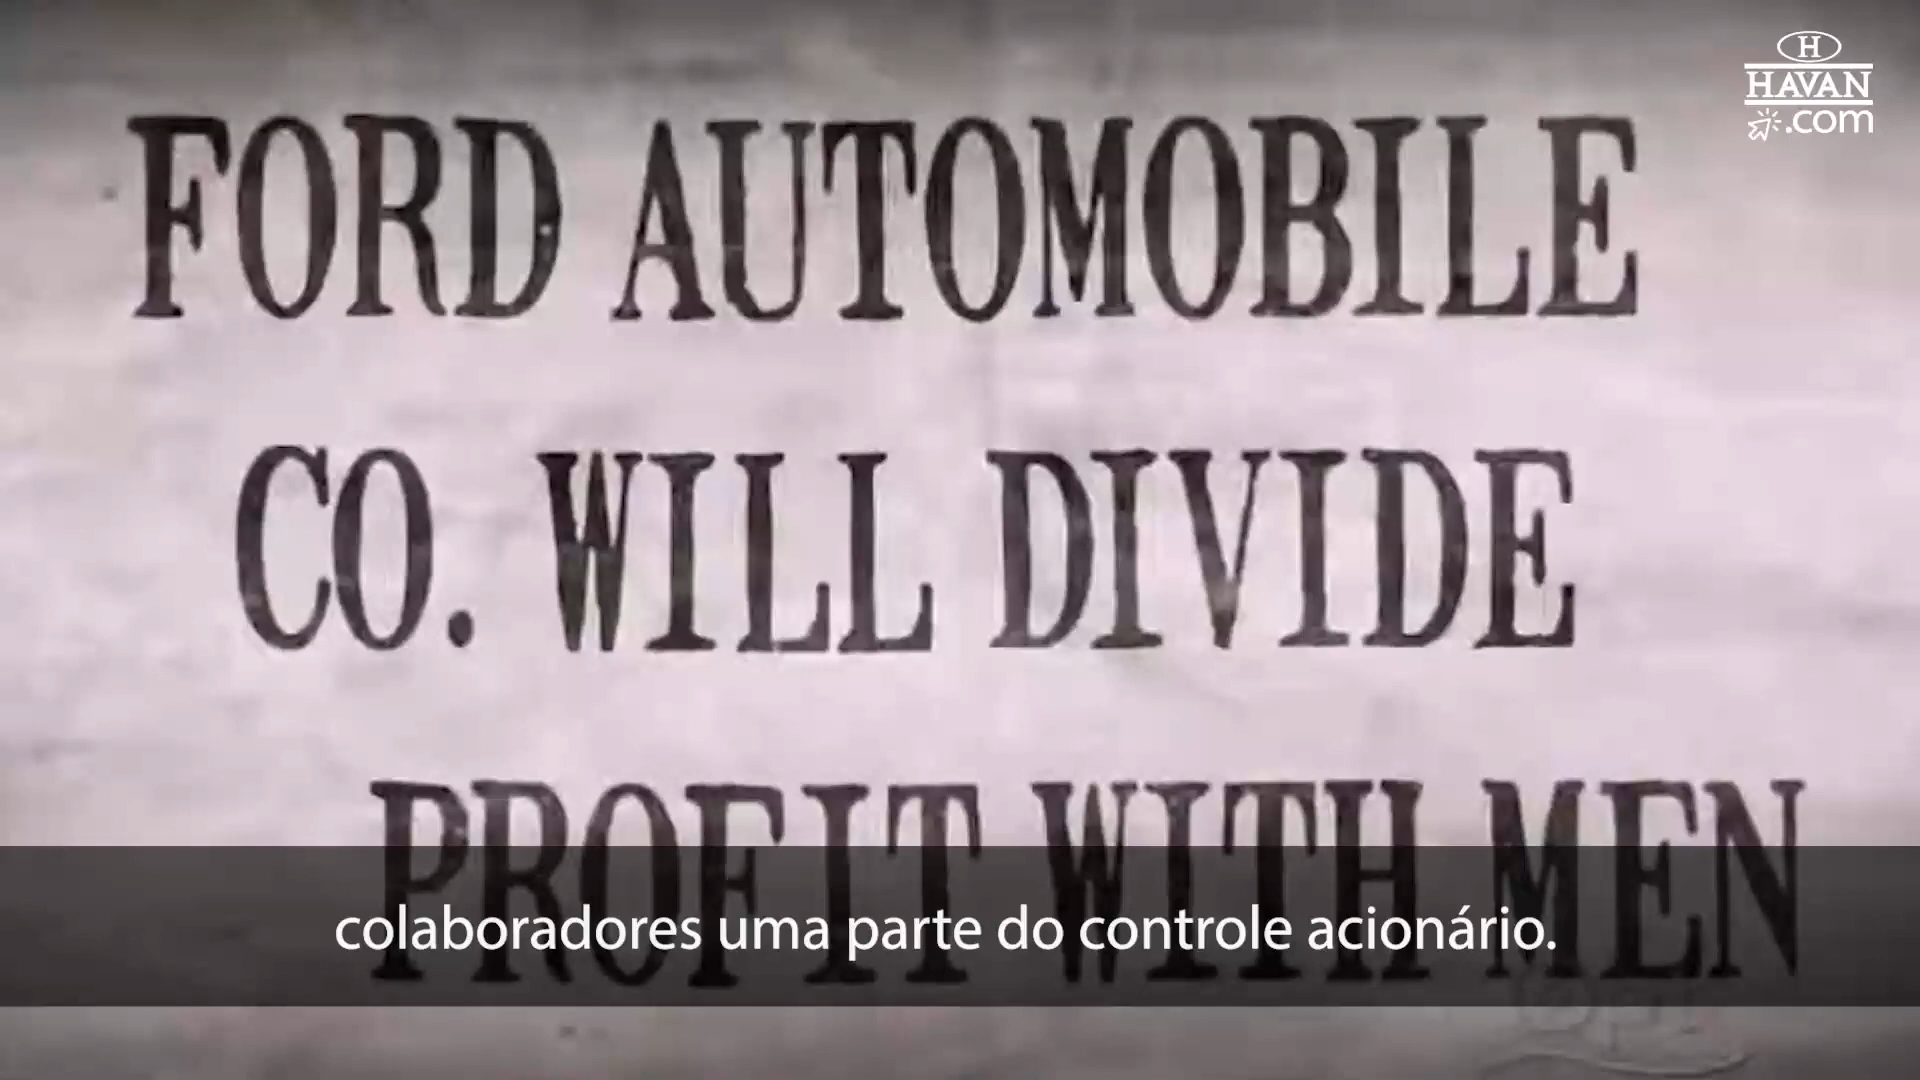 H
HAVAN
.com
FORD AUTOMOBILE
CO. WILL DIVIDE
PROFIT WITH MEN
colaboradores uma parte do controle acionário.